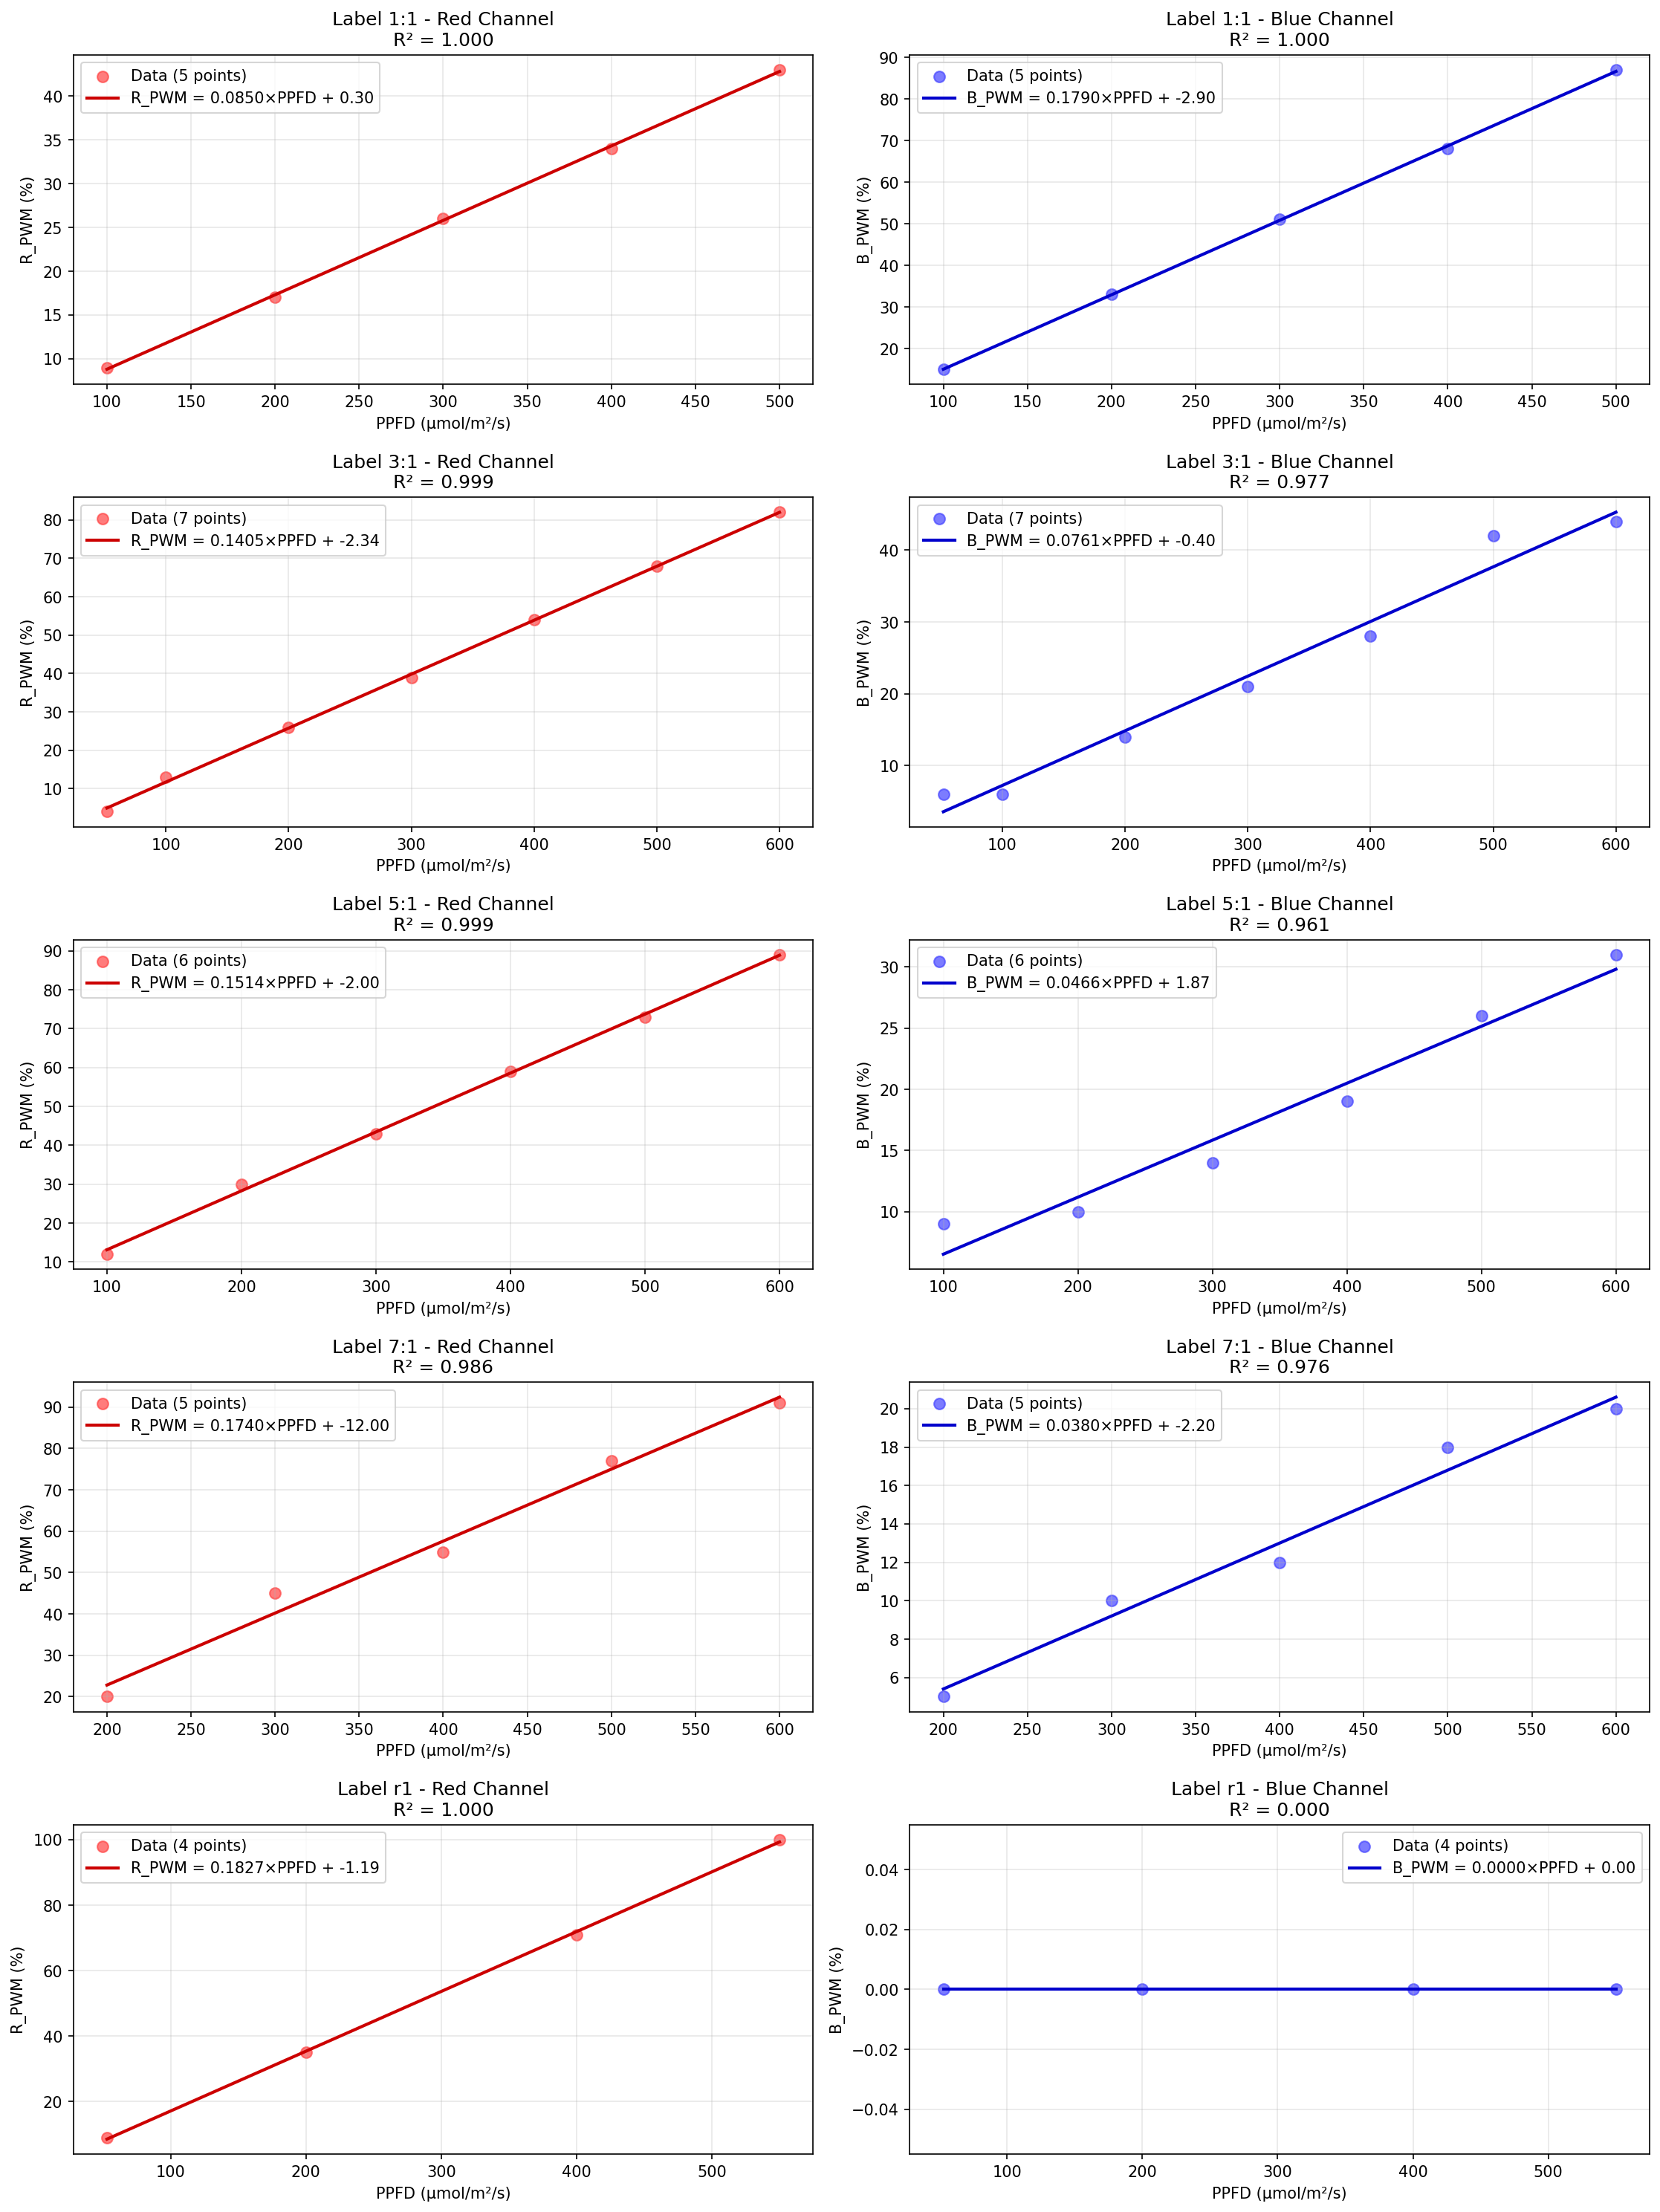 Label 1:1 - Red Channel
R² = 1.000
Data (5 points)
R_PWM = 0.0850×PPFD + 0.30
R_PWM (%)
40
35
30
25
20
15
10
100 150 200 250 300 350 400 450 500
PPFD (μmol/m²/s)
Label 1:1 - Blue Channel
R² = 1.000
Data (5 points)
B_PWM = 0.1790×PPFD + -2.90
B_PWM (%)
90
80
70
60
50
40
30
20
100 150 200 250 300 350 400 450 500
PPFD (μmol/m²/s)
Label 3:1 - Red Channel
R² = 0.999
Data (7 points)
R_PWM = 0.1405×PPFD + -2.34
R_PWM (%)
80
70
60
50
40
30
20
10
100 200 300 400 500 600
PPFD (μmol/m²/s)
Label 3:1 - Blue Channel
R² = 0.977
Data (7 points)
B_PWM = 0.0761×PPFD + -0.40
B_PWM (%)
40
30
20
10
100 200 300 400 500 600
PPFD (μmol/m²/s)
Label 5:1 - Red Channel
R² = 0.999
Data (6 points)
R_PWM = 0.1514×PPFD + -2.00
R_PWM (%)
90
80
70
60
50
40
30
20
10
100 200 300 400 500 600
PPFD (μmol/m²/s)
Label 5:1 - Blue Channel
R² = 0.961
Data (6 points)
B_PWM = 0.0466×PPFD + 1.87
B_PWM (%)
30
25
20
15
10
100 200 300 400 500 600
PPFD (μmol/m²/s)
Label 7:1 - Red Channel
R² = 0.986
Data (5 points)
R_PWM = 0.1740×PPFD + -12.00
R_PWM (%)
90
80
70
60
50
40
30
20
200 250 300 350 400 450 500 550 600
PPFD (μmol/m²/s)
Label 7:1 - Blue Channel
R² = 0.976
Data (5 points)
B_PWM = 0.0380×PPFD + -2.20
B_PWM (%)
20
18
16
14
12
10
8
6
200 250 300 350 400 450 500 550 600
PPFD (μmol/m²/s)
Label r1 - Red Channel
R² = 1.000
Data (4 points)
R_PWM = 0.1827×PPFD + -1.19
R_PWM (%)
100
80
60
40
20
100 200 300 400 500
PPFD (μmol/m²/s)
Label r1 - Blue Channel
R² = 0.000
Data (4 points)
B_PWM = 0.0000×PPFD + 0.00
B_PWM (%)
0.04
0.02
0.00
−0.02
−0.04
100 200 300 400 500
PPFD (μmol/m²/s)